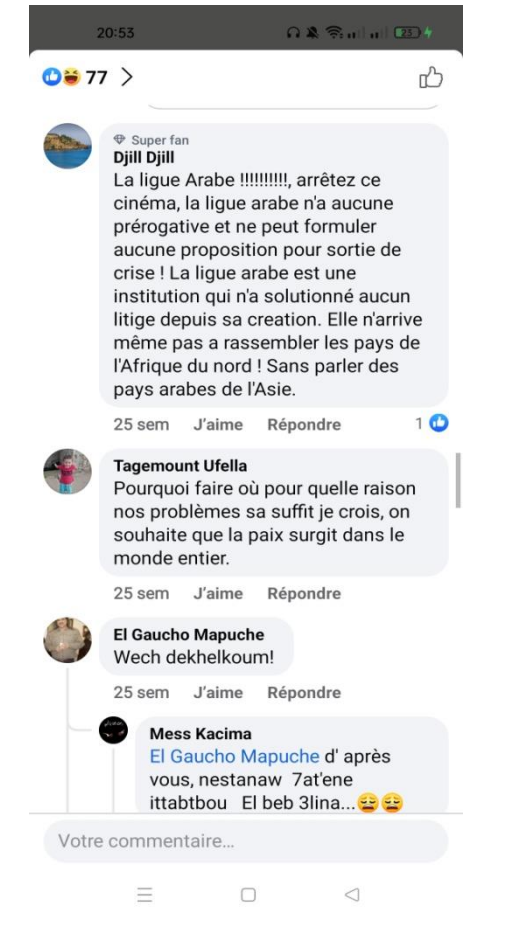 20:53
25
77
Super fan
Djill Djill
La ligue Arabe !!!!!!!!!!, arrêtez ce
cinéma, la ligue arabe n'a aucune
prérogative et ne peut formuler
aucune proposition pour sortie de
crise ! La ligue arabe est une
institution qui n'a solutionné aucun
litige depuis sa creation. Elle n'arrive
même pas a rassembler les pays de
l'Afrique du nord ! Sans parler des
pays arabes de l'Asie.
25 sem J'aime Répondre 1
Tagemount Ufella
Pourquoi faire où pour quelle raison
nos problèmes sa suffit je crois, on
souhaite que la paix surgit dans le
monde entier.
25 sem J'aime Répondre
El Gaucho Mapuche
Wech dekhelkoum!
25 sem J'aime Répondre
Mess Kacima
El Gaucho Mapuche d' après
vous, nestanaw 7at'ene
ittabtbou El beb 3lina...😩😩
Votre commentaire...